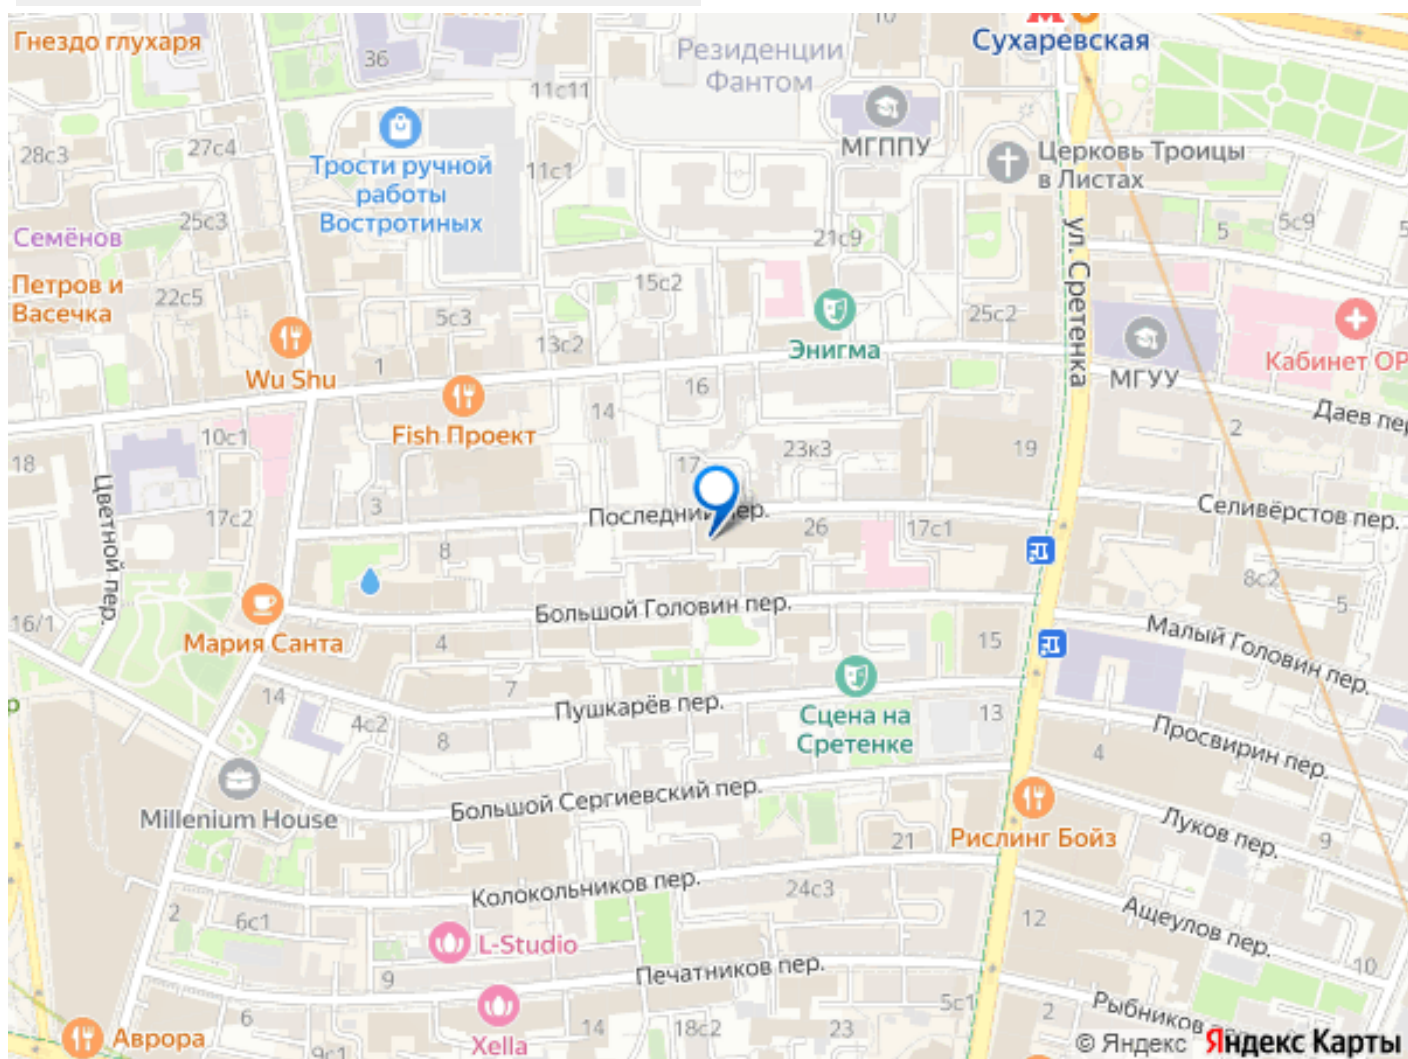 10
Сухаревская
Гнездо глухаря
36
Резиденции
Фантом
11с11
МГППУ
Церковь Троицы
в Листах
28с3
27с4
Трости ручной
работы
Востротиных
11с1
25с3
Семёнов
21с9
5
5с9
ул. Сретенка
Петров и
Васечка
22с5
15с2
5с3
13с2
25с2
Энигма
Wu Shu
1
МГУУ
Кабинет ОР
16
14
Fish Проект
Даев пер
2
10с1
18
17
23к3
19
Цветной пер.
17с2
3
Последний пер.
26
17с1
Селивёрстов пер.
8
8с2
5
Большой Головин пер.
16/1
Мария Санта
4
15
Малый Головин пер.
14
7
Пушкарёв пер.
4с2
8
Сцена на
Сретенке
13
4
Просвирин пер.
Millenium House
Большой Сергиевский пер.
Рислинг Бойз
21
Луков пер.
9
Колокольников пер.
24с3
2
6с1
12
Ащеулов пер.
L-Studio
10
9
Печатников пер.
5с1
2
Рыбников
6
Аврора
9с1
Xella
14
18с2
23
© Яндекс Яндекс Карты